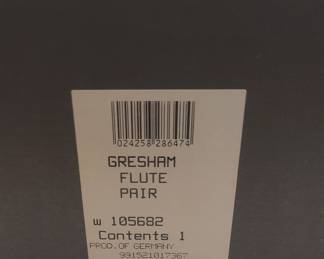 024258286474
GRESHAM
FLUTE
PAIR
w 105682
Contents 1
PROD.OF GERMANY
991521017367